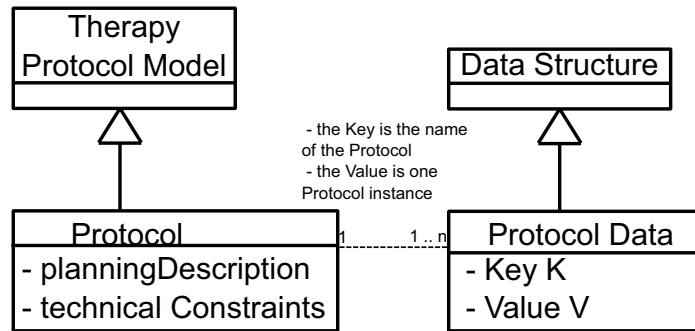 Therapy
Protocol Model
Data Structure
- the Key is the name
of the Protocol
- the Value is one
Protocol instance
Protocol
- planningDescription
- technical Constraints
1
1 .. n
Protocol Data
- Key K
- Value V